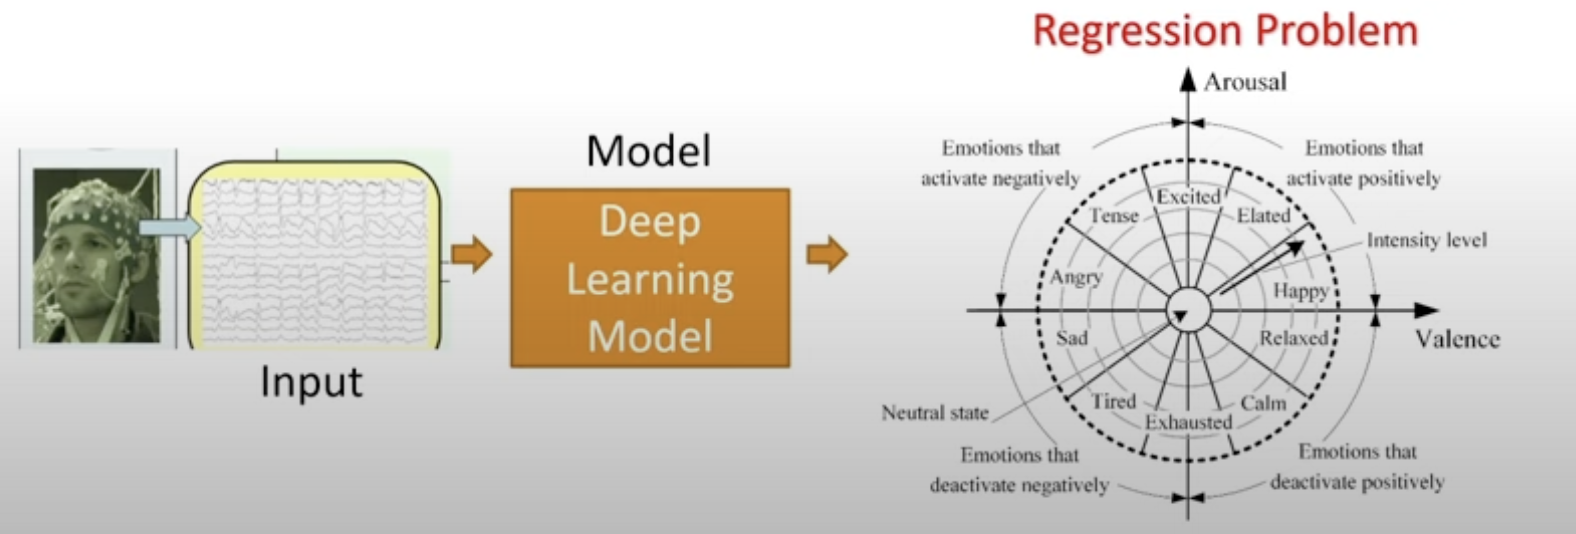 Regression Problem
Model
Deep
Learning
Model
Input
Arousal
Emotions that
activate negatively
Emotions that
activate positively
Excited
Tense
Elated
Intensity level
Angry
Happy
Valence
Sad
Relaxed
Neutral state
Tired
Calm
Exhausted
Emotions that
deactivate negatively
Emotions that
deactivate positively